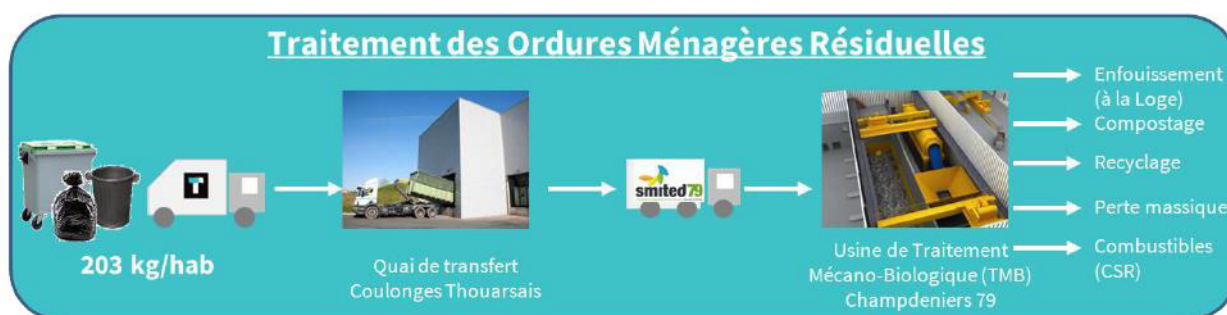 Traitement des Ordures Ménagères Résiduelles
203 kg/hab
T
Quai de transfert
Coulonges Thouarsais
smited79
Usine de Traitement
Mécano-Biologique (TMB)
Champdeniers 79
Enfouissement
(à la Loge)
Compostage
Recyclage
Perte massique
Combustibles
(CSR)